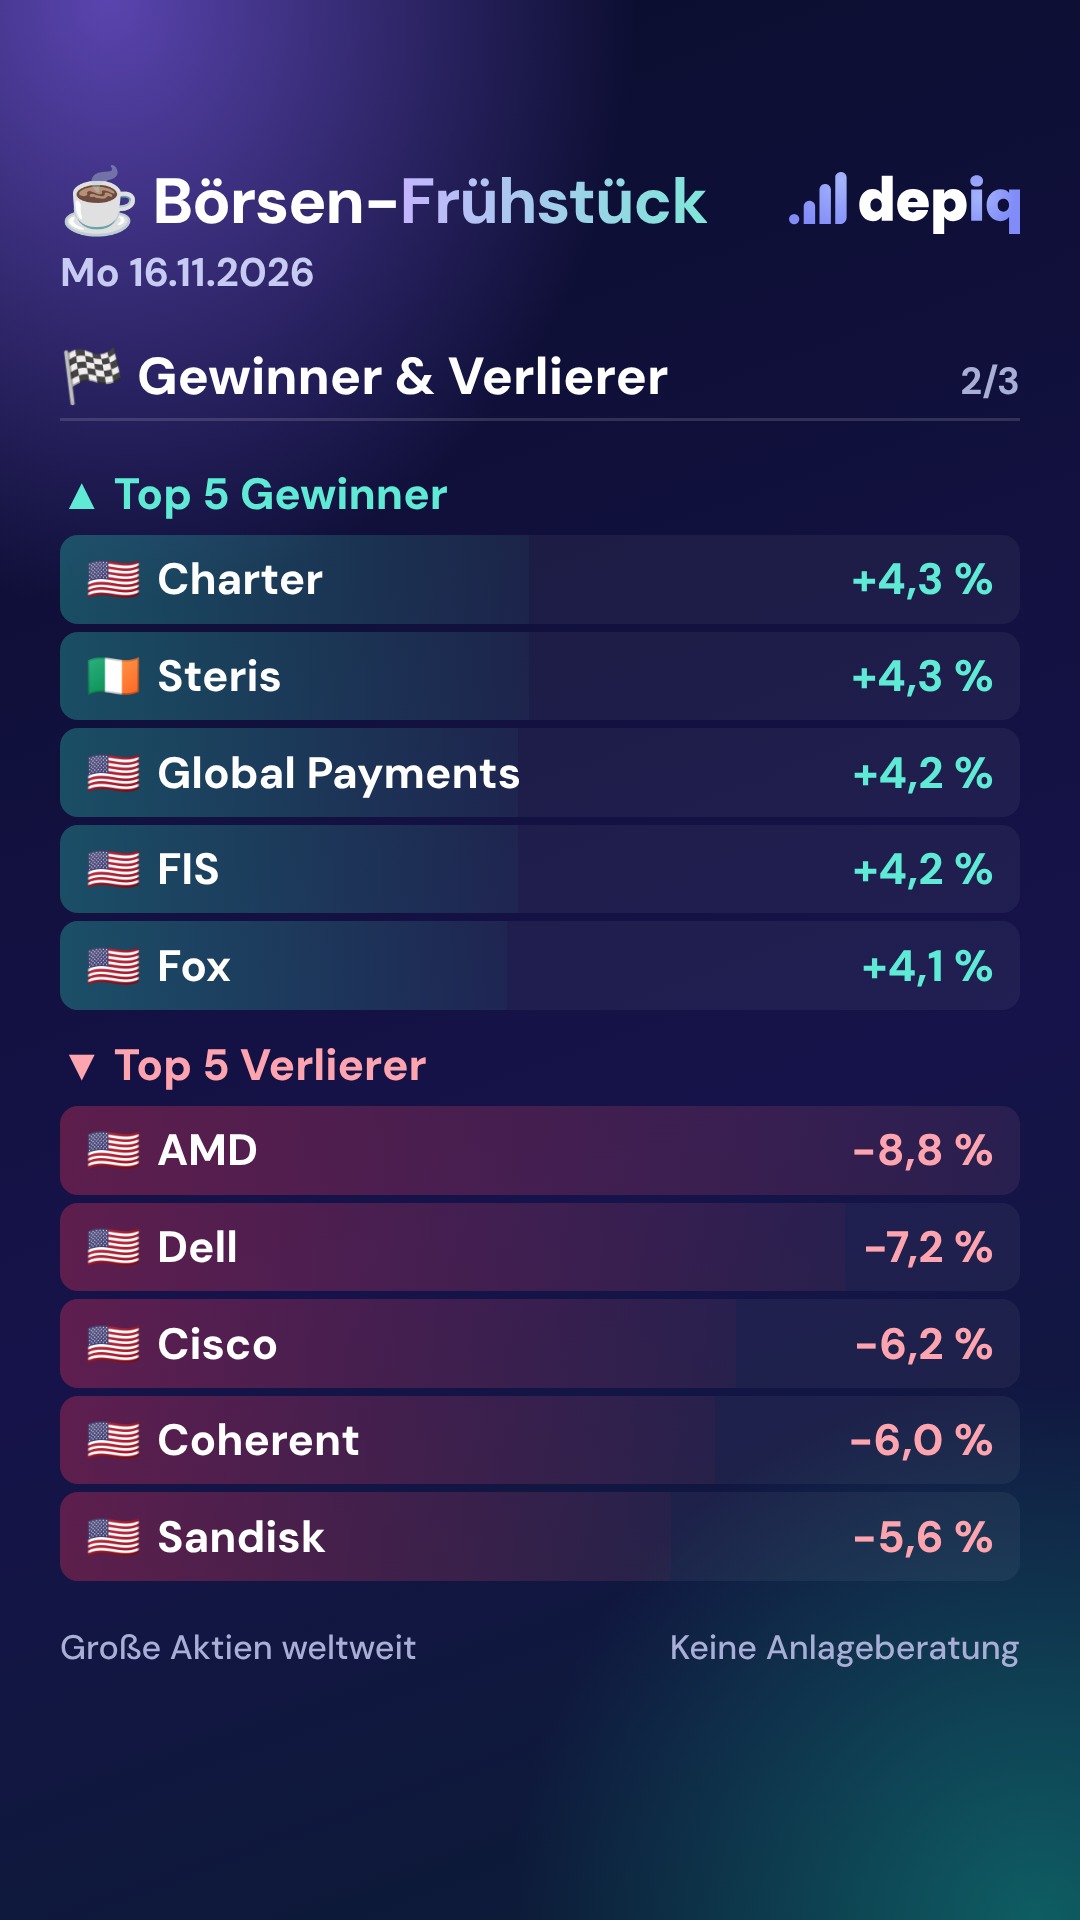 ☕ Börsen-Frühstück
depiq
Mo 16.11.2026
🏁 Gewinner & Verlierer
2/3
▲ Top 5 Gewinner
🇺🇸 Charter +4,3 %
🇮🇪 Steris +4,3 %
🇺🇸 Global Payments +4,2 %
🇺🇸 FIS +4,2 %
🇺🇸 Fox +4,1 %
▼ Top 5 Verlierer
🇺🇸 AMD −8,8 %
🇺🇸 Dell −7,2 %
🇺🇸 Cisco −6,2 %
🇺🇸 Coherent −6,0 %
🇺🇸 Sandisk −5,6 %
Große Aktien weltweit
Keine Anlageberatung